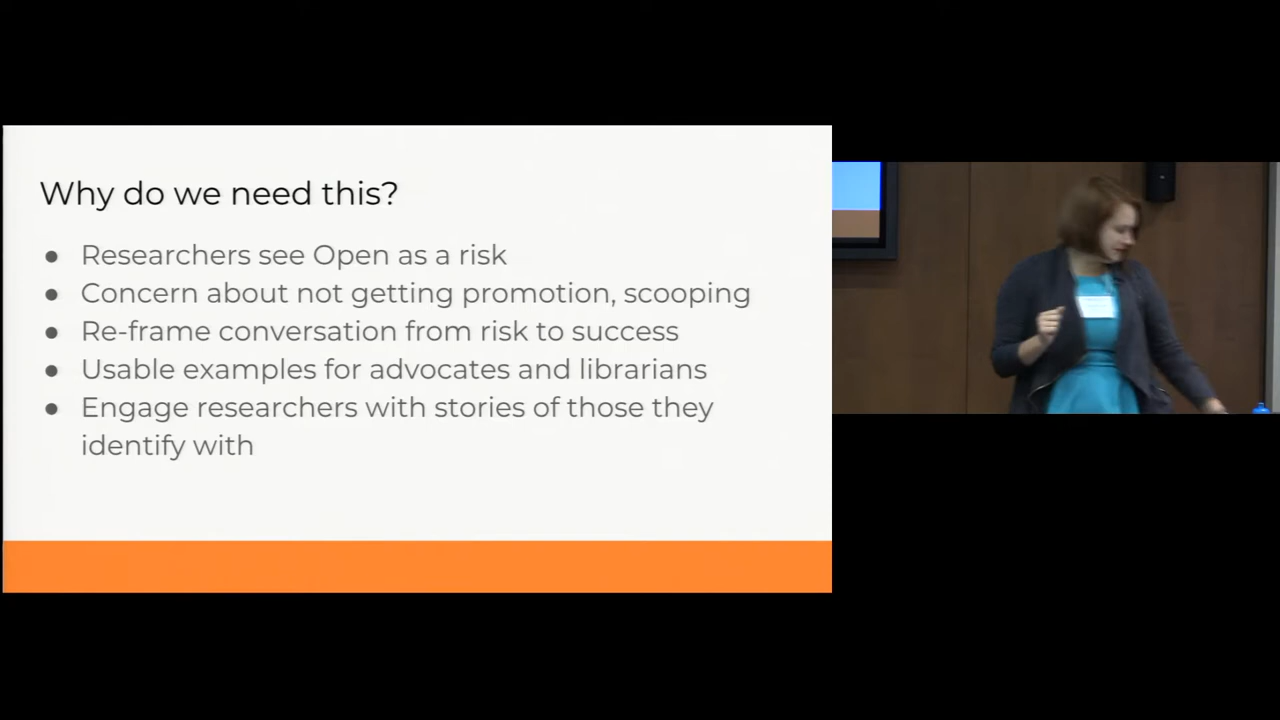 Why do we need this?
● Researchers see Open as a risk
● Concern about not getting promotion, scooping
● Re-frame conversation from risk to success
● Usable examples for advocates and librarians
● Engage researchers with stories of those they
identify with